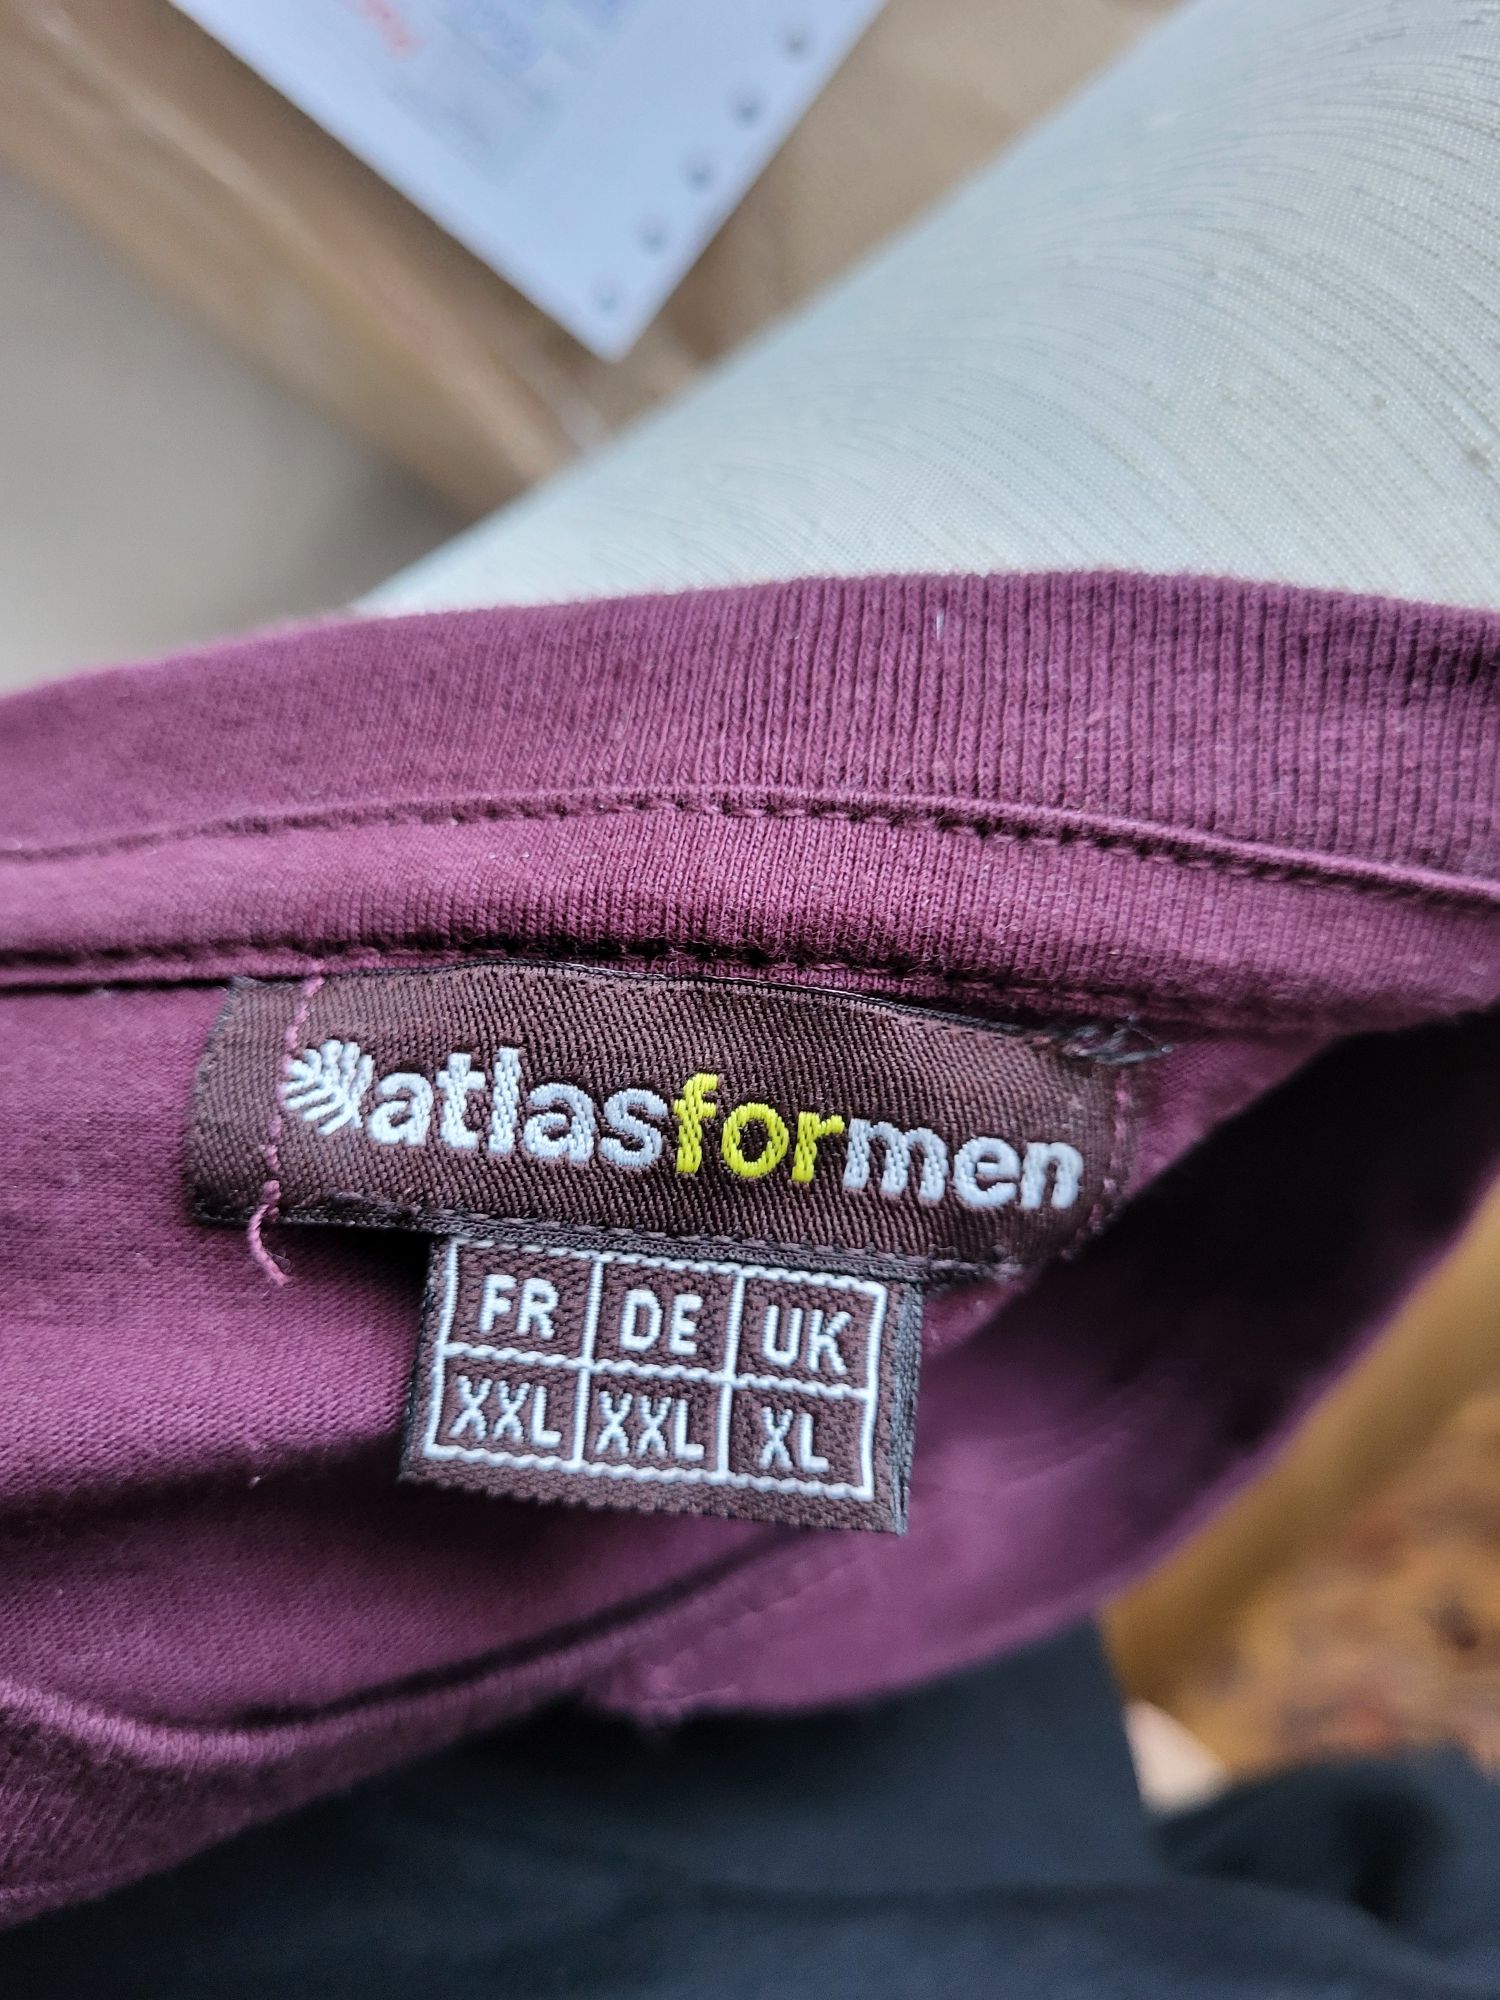 atlasformen
FR DE UK
XXL XXL XL